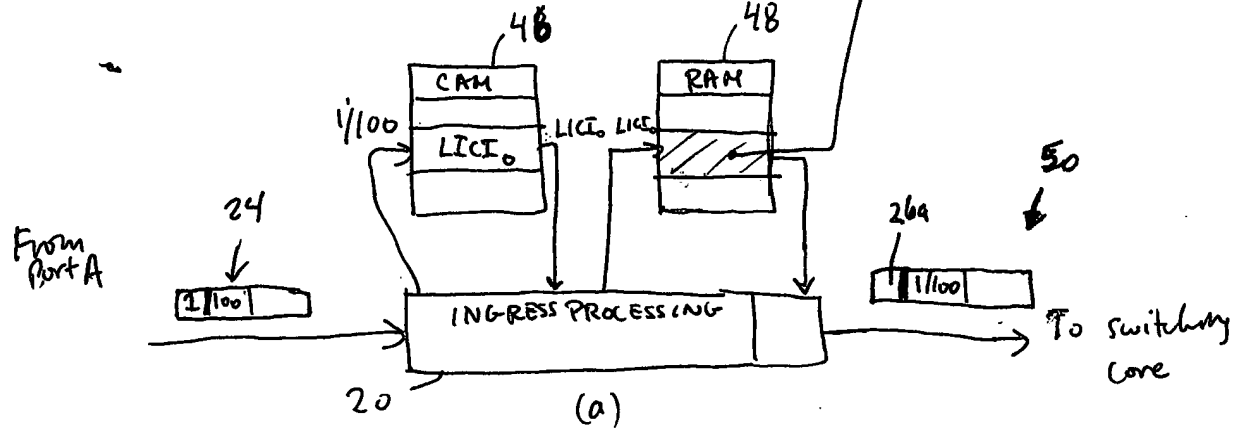 48
48
CAM
RAM
1/100
LICI₀
LICI₀
LICI₀
50
24
26a
From
Port A
1/100
1/100
INGRESS PROCESSING
To switching
core
20
(a)